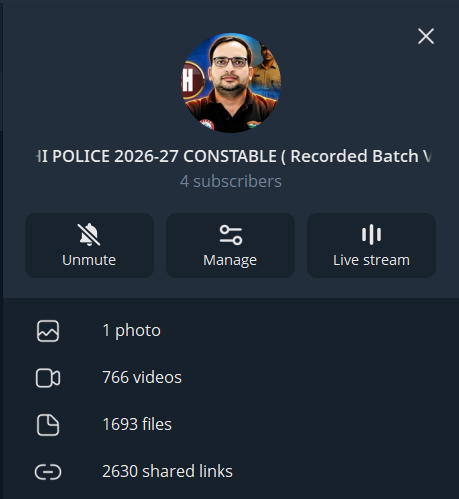 I POLICE 2026-27 CONSTABLE ( Recorded Batch
4 subscribers
Unmute
Manage
Live stream
1 photo
766 videos
1693 files
2630 shared links